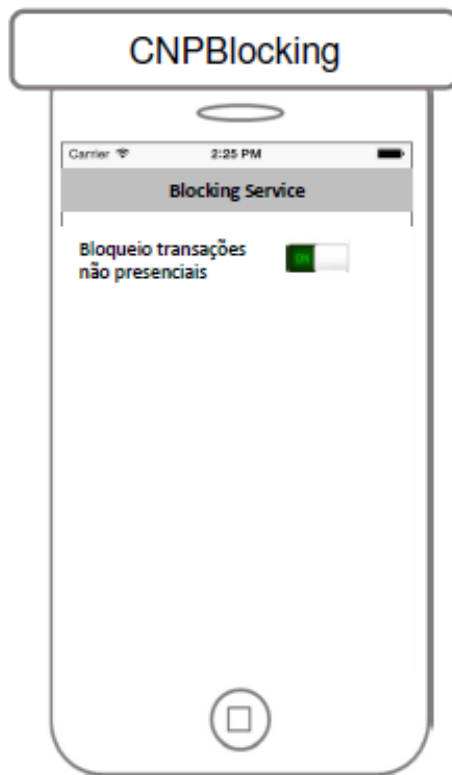 CNPBlocking
Carrier 2:25 PM
Blocking Service
Bloqueio transações
não presenciais
ON